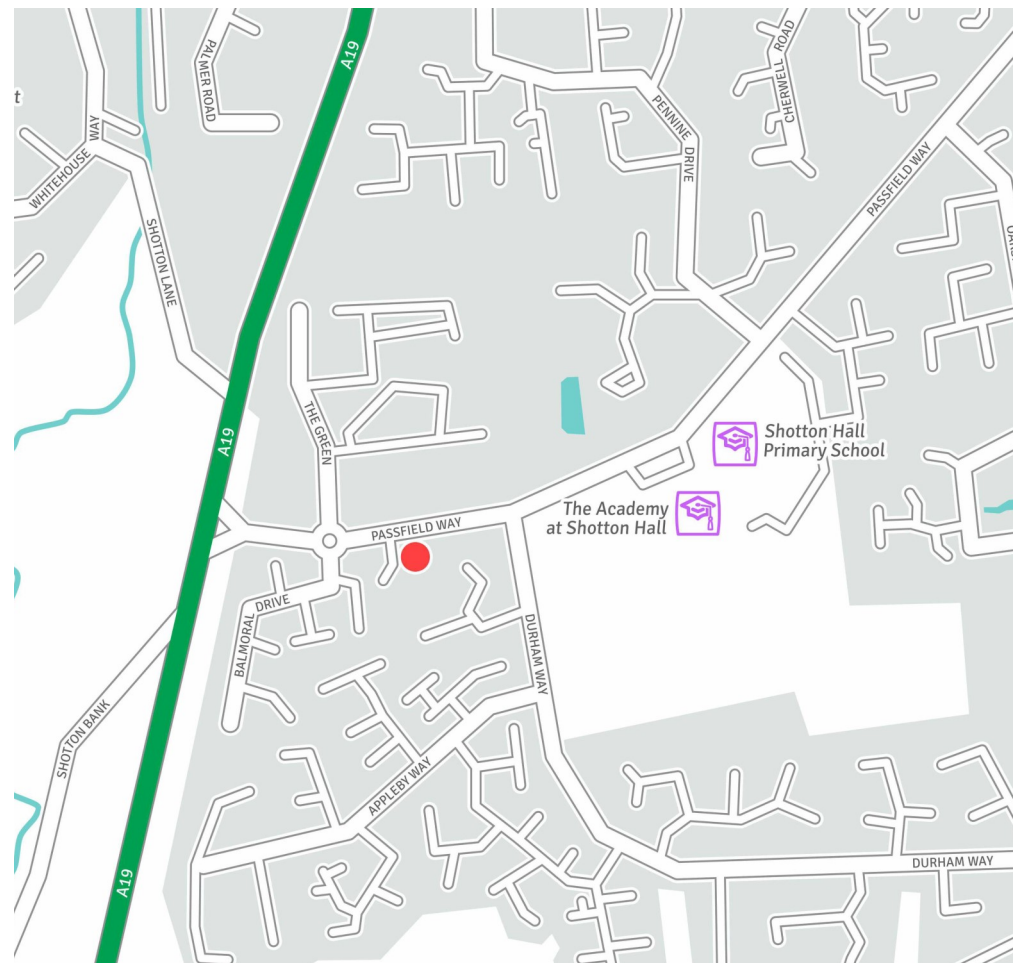 A19
PALMER ROAD
CHERWELL ROAD
t
WHITEHOUSE WAY
PENNINE DRIVE
PASSFIELD WAY
SHOTTON LANE
THE GREEN
A19
Shotton Hall
Primary School
The Academy
at Shotton Hall
PASSFIELD WAY
BALMORAL DRIVE
DURHAM WAY
SHOTTON BANK
APPLEBY WAY
DURHAM WAY
A19